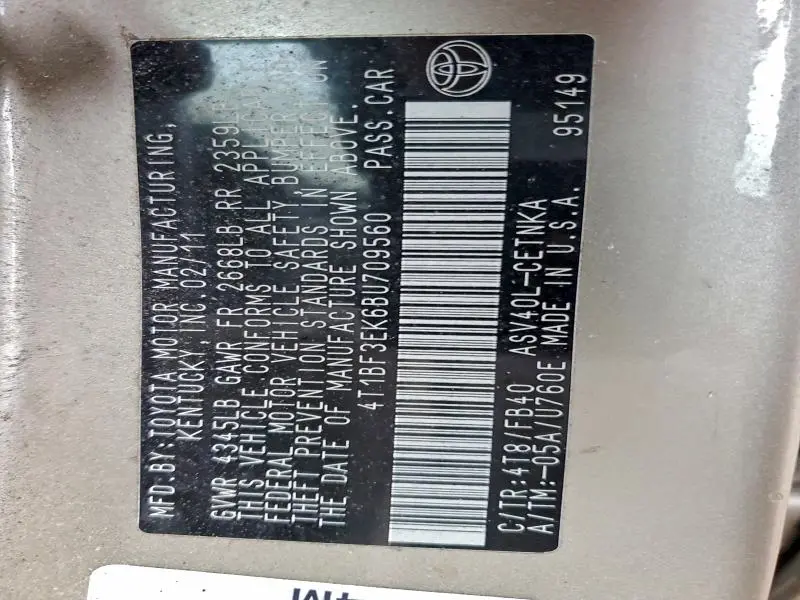 MFD.BY:TOYOTA MOTOR MANUFACTURING,
KENTUCKY,INC.02/11
GVWR 4345LB GAWR FR 2668LB RR 2359LB
THIS VEHICLE CONFORMS TO ALL APPLICAL
FEDERAL MOTOR VEHICLE SAFETY BUMPER,
THEFT PREVENTION STANDARDS IN EFFECT ON
THE DATE OF MANUFACTURE SHOWN ABOVE.
4T1BF3EK6BU709560 PASS.CAR
C/TR:4T8/FB40 ASV40L-CETNKA
A/TM:-05A/U760E MADE IN U.S.A.
95149